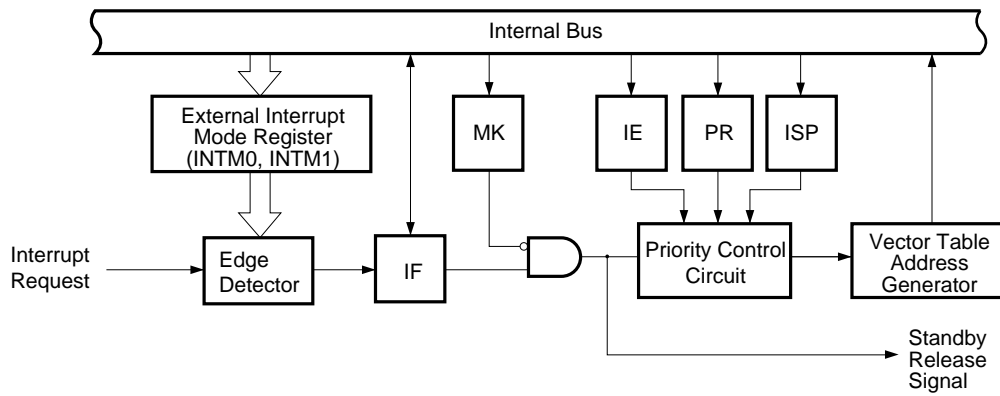 Internal Bus
External Interrupt
Mode Register
(INTM0, INTM1)
MK
IE
PR
ISP
Interrupt
Request
Edge
Detector
IF
Priority Control
Circuit
Vector Table
Address
Generator
Standby
Release
Signal